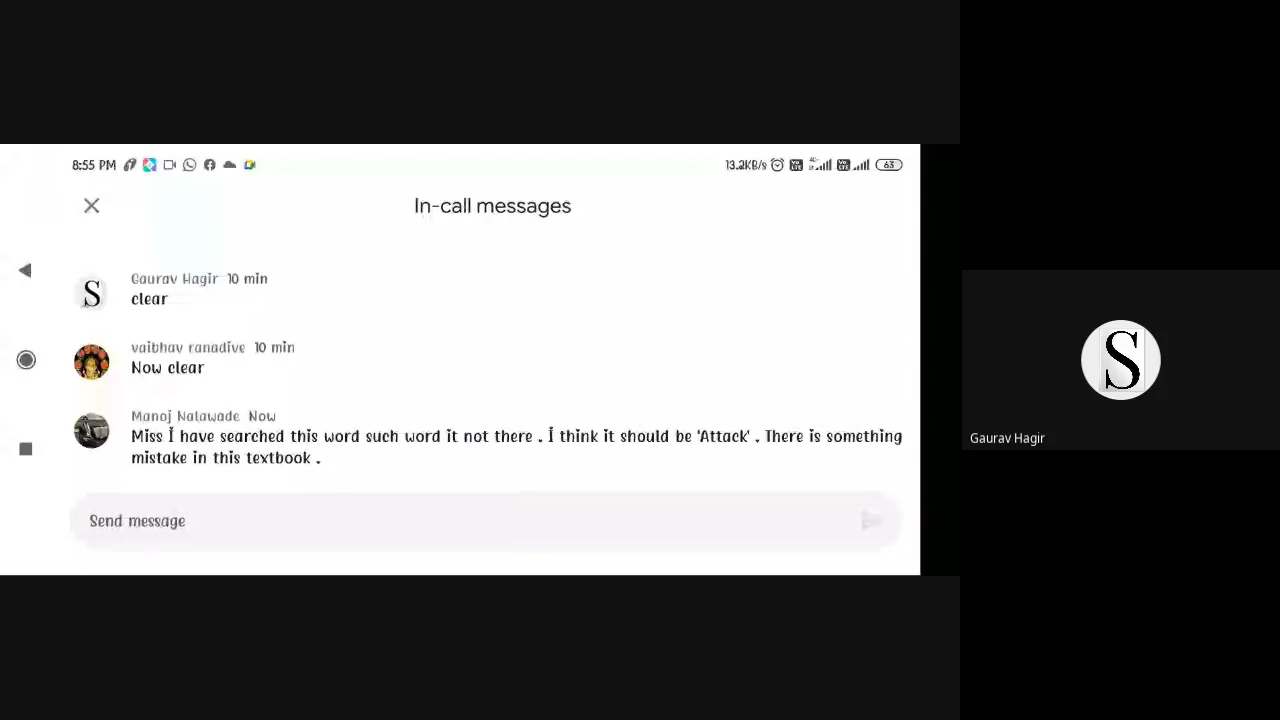 8:55 PM
13.2KB/s
63
In-call messages
S
Gaurav Hagir 10 min
clear
vaibhav ranadive 10 min
Now clear
Manoj Nalawade Now
Miss I have searched this word such word it not there . I think it should be 'Attack' . There is something
mistake in this textbook .
Send message
S
Gaurav Hagir